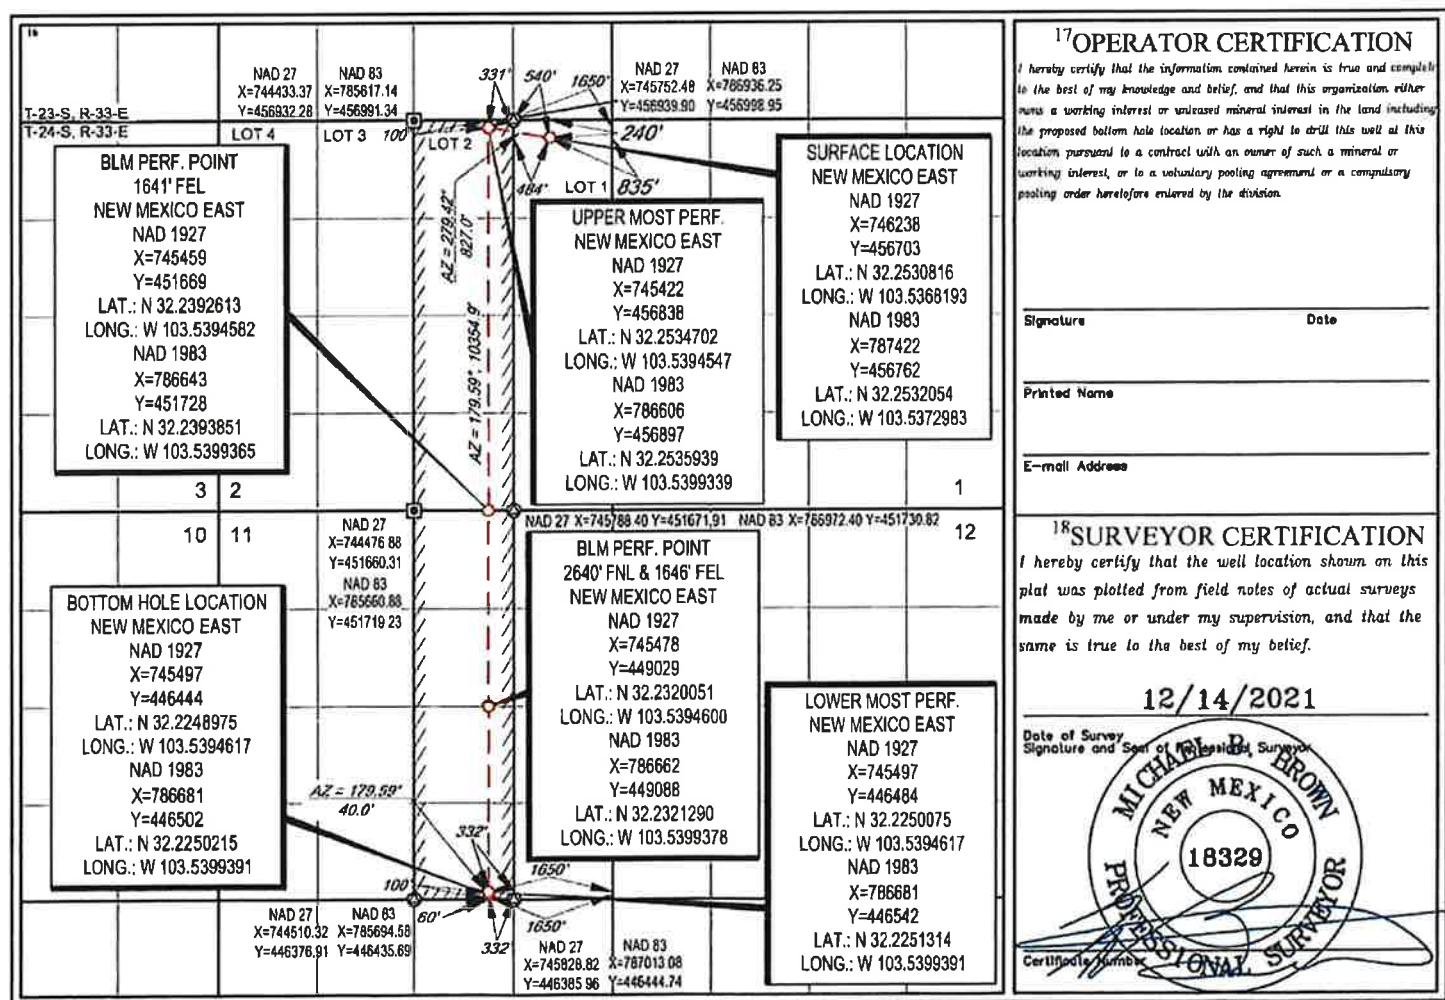 16
NAD 27
X=744433.37
Y=456932.28
NAD 83
X=785617.14
Y=456991.34
331'
540'
1650'
NAD 27
X=745752.48
Y=456939.90
NAD 83
X=786936.25
Y=456998.95
T-23-S, R-33-E
T-24-S, R-33-E
LOT 4
LOT 3
100'
LOT 2
240'
484'
LOT 1
835'
BLM PERF. POINT
1641' FEL
NEW MEXICO EAST
NAD 1927
X=745459
Y=451669
LAT.: N 32.2392613
LONG.: W 103.5394582
NAD 1983
X=786643
Y=451728
LAT.: N 32.2393851
LONG.: W 103.5399365
AZ = 279.42°
827.0'
AZ = 179.59°, 10354.9'
UPPER MOST PERF.
NEW MEXICO EAST
NAD 1927
X=745422
Y=456838
LAT.: N 32.2534702
LONG.: W 103.5394547
NAD 1983
X=786606
Y=456897
LAT.: N 32.2535939
LONG.: W 103.5399339
SURFACE LOCATION
NEW MEXICO EAST
NAD 1927
X=746238
Y=456703
LAT.: N 32.2530816
LONG.: W 103.5368193
NAD 1983
X=787422
Y=456762
LAT.: N 32.2532054
LONG.: W 103.5372983
3
2
1
10
11
12
NAD 27
X=744476.88
Y=451660.31
NAD 83
X=785660.88
Y=451719.23
NAD 27 X=745788.40 Y=451671.91 NAD 83 X=786972.40 Y=451730.82
BLM PERF. POINT
2640' FNL & 1646' FEL
NEW MEXICO EAST
NAD 1927
X=745478
Y=449029
LAT.: N 32.2320051
LONG.: W 103.5394600
NAD 1983
X=786662
Y=449088
LAT.: N 32.2321290
LONG.: W 103.5399378
BOTTOM HOLE LOCATION
NEW MEXICO EAST
NAD 1927
X=745497
Y=446444
LAT.: N 32.2248975
LONG.: W 103.5394617
NAD 1983
X=786681
Y=446502
LAT.: N 32.2250215
LONG.: W 103.5399391
AZ = 179.59°
40.0'
332'
LOWER MOST PERF.
NEW MEXICO EAST
NAD 1927
X=745497
Y=446484
LAT.: N 32.2250075
LONG.: W 103.5394617
NAD 1983
X=786681
Y=446542
LAT.: N 32.2251314
LONG.: W 103.5399391
100'
60'
1650'
1650'
332'
NAD 27
X=744510.32
Y=446376.91
NAD 83
X=785694.58
Y=446435.69
NAD 27
X=745828.82
Y=446385.96
NAD 83
X=787013.08
Y=446444.74
17 OPERATOR CERTIFICATION
I hereby certify that the information contained herein is true and complete
to the best of my knowledge and belief, and that this organization either
owns a working interest or unleased mineral interest in the land including
the proposed bottom hole location or has a right to drill this well at this
location pursuant to a contract with an owner of such a mineral or
working interest, or to a voluntary pooling agreement or a compulsory
pooling order heretofore entered by the division.
Signature
Date
Printed Name
E-mail Address
18 SURVEYOR CERTIFICATION
I hereby certify that the well location shown on this
plat was plotted from field notes of actual surveys
made by me or under my supervision, and that the
same is true to the best of my belief.
12/14/2021
Date of Survey
Signature and Seal of Professional Surveyor
MICHAEL B. BROWN
NEW MEXICO
18329
PROFESSIONAL SURVEYOR
Certificate Number